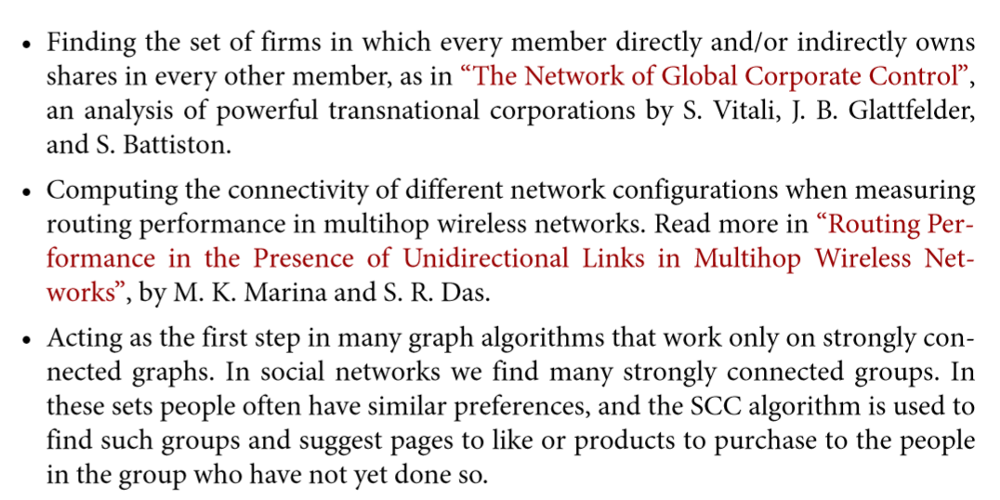 • Finding the set of firms in which every member directly and/or indirectly owns
shares in every other member, as in “The Network of Global Corporate Control”,
an analysis of powerful transnational corporations by S. Vitali, J. B. Glattfelder,
and S. Battiston.
• Computing the connectivity of different network configurations when measuring
routing performance in multihop wireless networks. Read more in “Routing Per-
formance in the Presence of Unidirectional Links in Multihop Wireless Net-
works”, by M. K. Marina and S. R. Das.
• Acting as the first step in many graph algorithms that work only on strongly con-
nected graphs. In social networks we find many strongly connected groups. In
these sets people often have similar preferences, and the SCC algorithm is used to
find such groups and suggest pages to like or products to purchase to the people
in the group who have not yet done so.